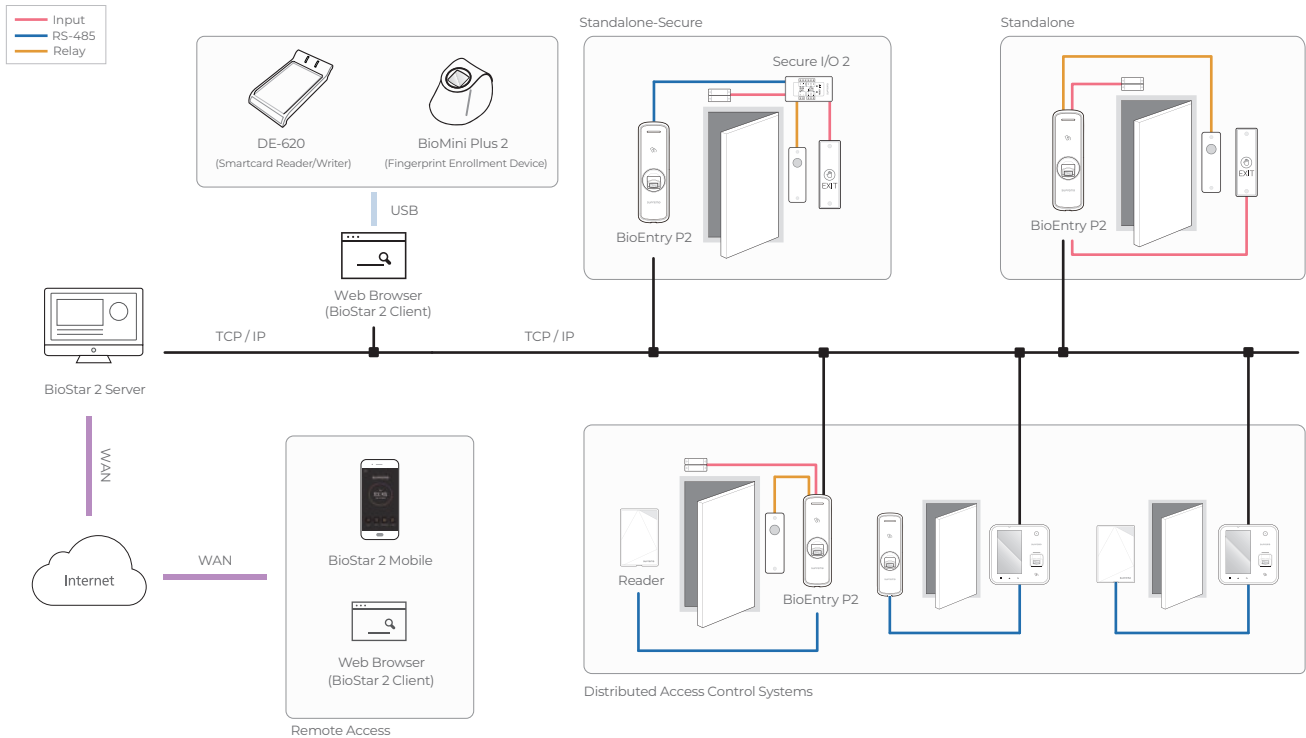 Input
RS-485
Relay
DE-620
(Smartcard Reader/Writer)
BioMini Plus 2
(Fingerprint Enrollment Device)
USB
Web Browser
(BioStar 2 Client)
Standalone-Secure
Secure I/O 2
EXIT
BioEntry P2
Standalone
EXIT
BioEntry P2
TCP / IP
TCP / IP
BioStar 2 Server
WAN
Internet
WAN
BioStar 2 Mobile
Web Browser
(BioStar 2 Client)
Remote Access
Reader
BioEntry P2
Distributed Access Control Systems